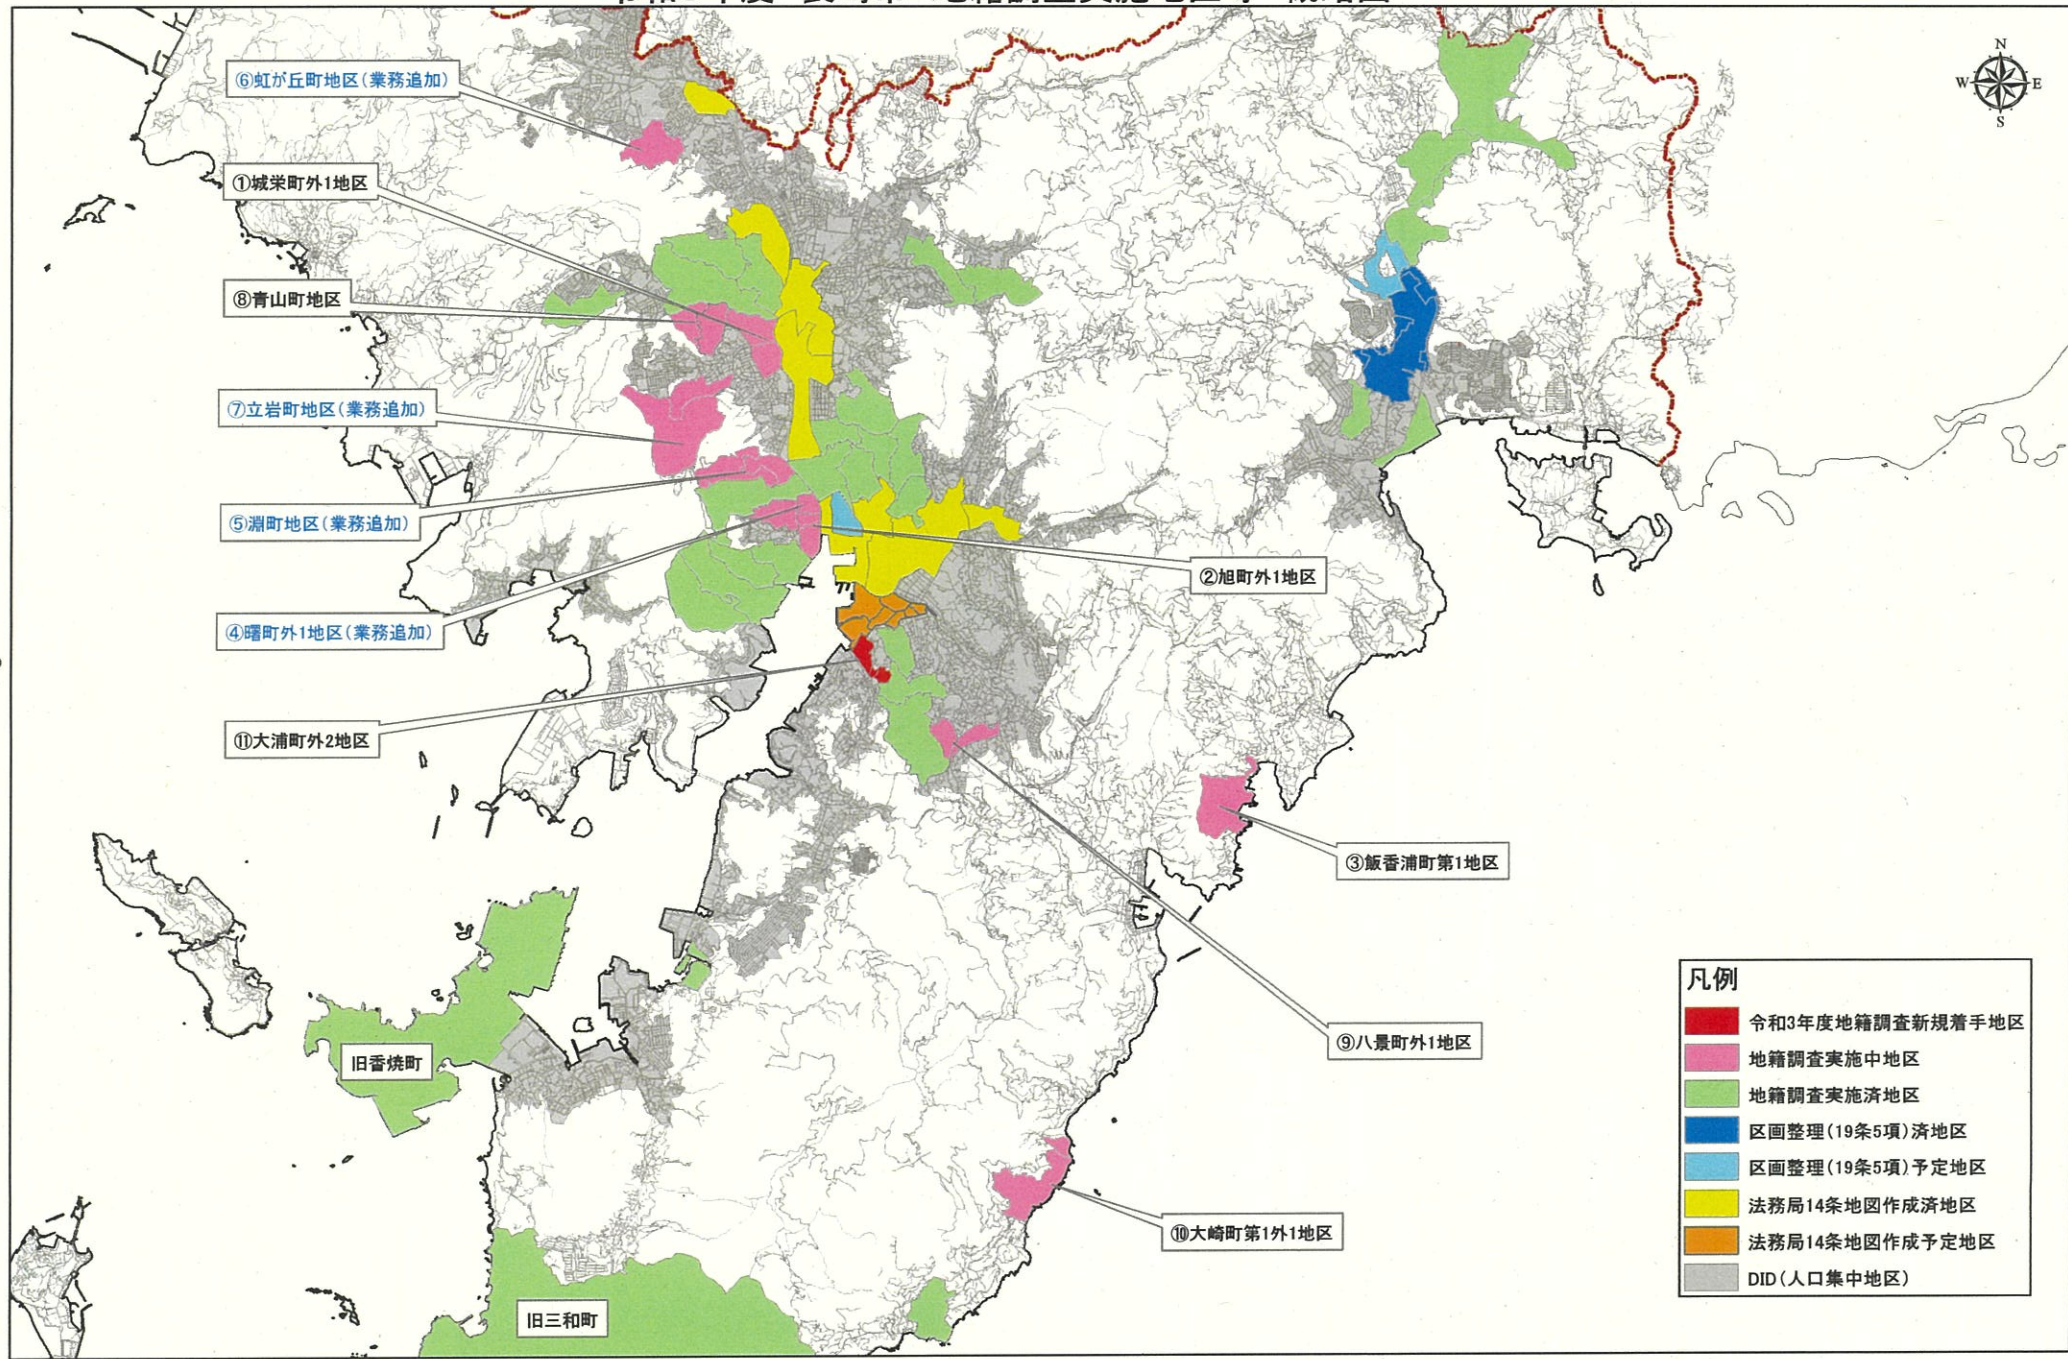 N
W E
S
⑥虹が丘町地区(業務追加)
①城栄町外1地区
⑧青山町地区
⑦立岩町地区(業務追加)
⑤淵町地区(業務追加)
②旭町外1地区
④曙町外1地区(業務追加)
⑪大浦町外2地区
③飯香浦町第1地区
⑨八景町外1地区
旧香焼町
⑩大崎町第1外1地区
旧三和町
凡例
令和3年度地籍調査新規着手地区
地籍調査実施中地区
地籍調査実施済地区
区画整理(19条5項)済地区
区画整理(19条5項)予定地区
法務局14条地図作成済地区
法務局14条地図作成予定地区
DID(人口集中地区)